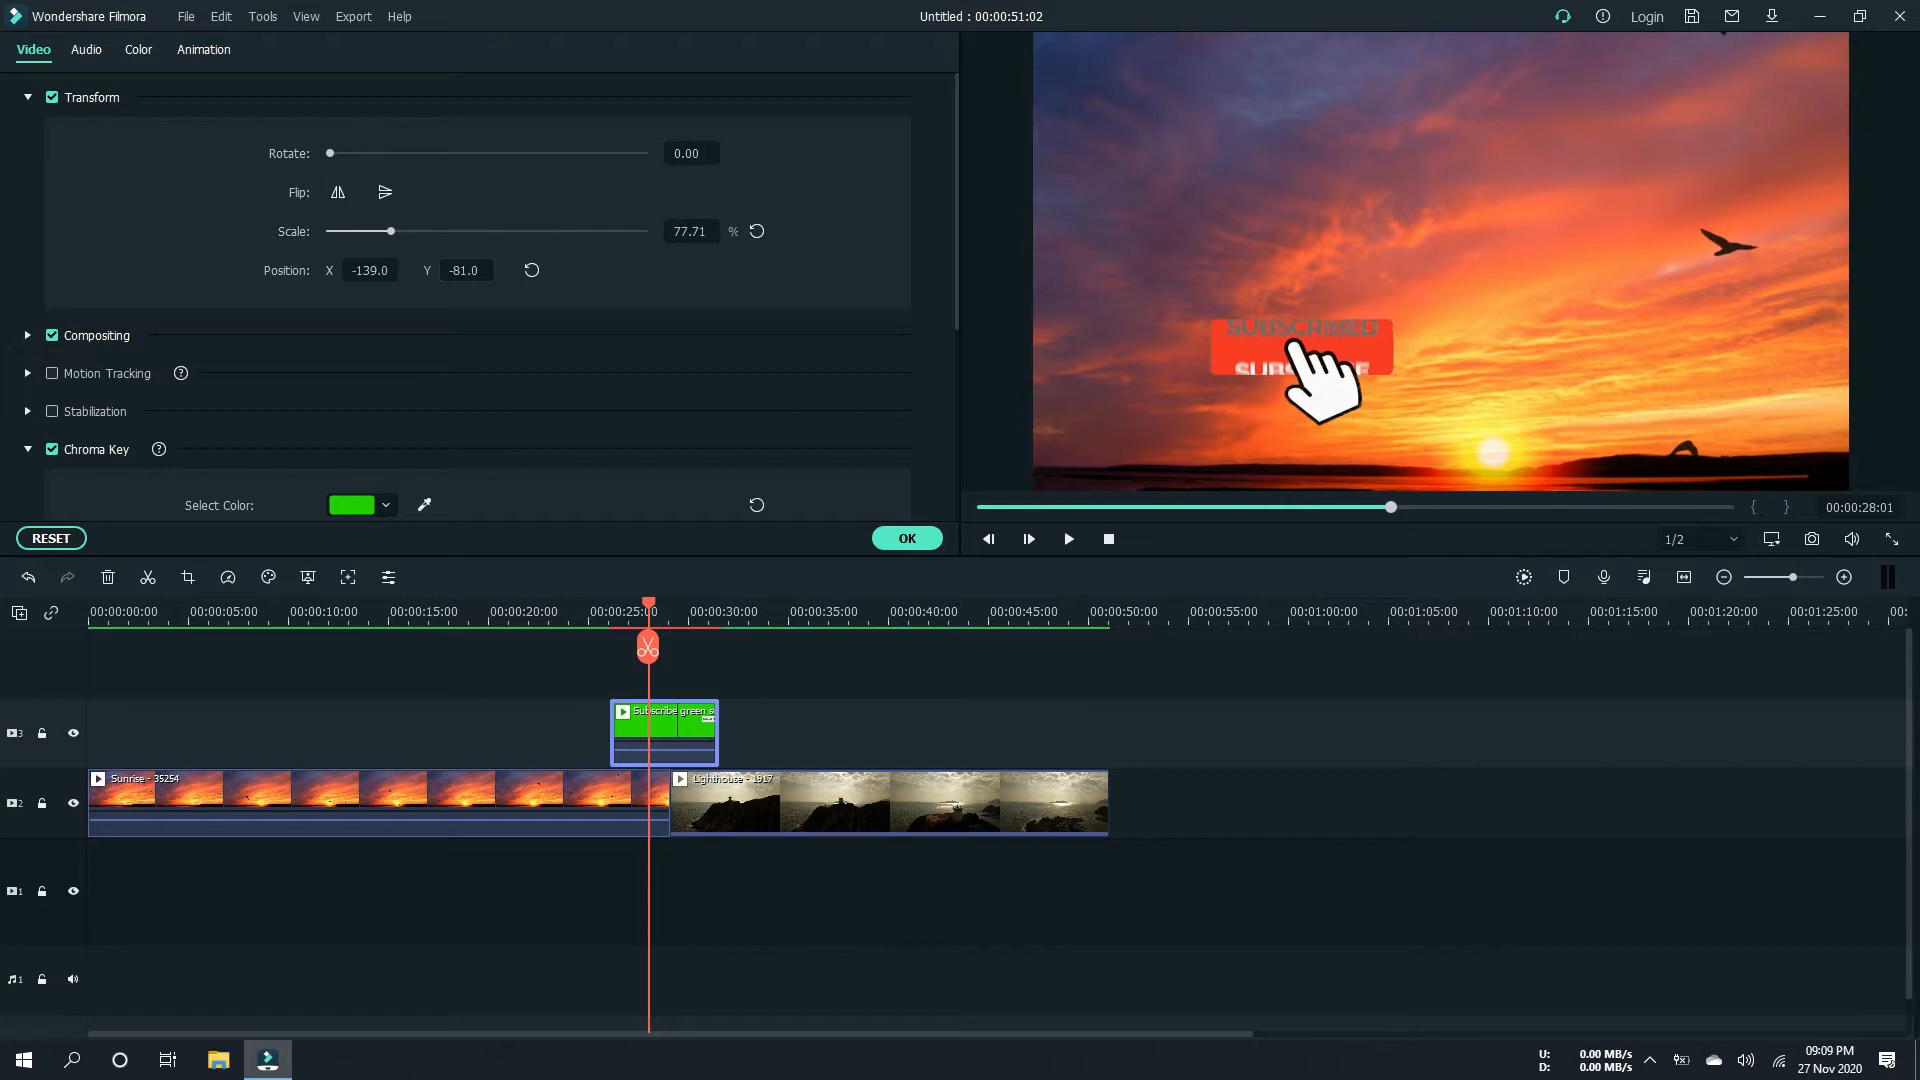 Wondershare Filmora
File Edit Tools View Export Help
Untitled : 00:00:51:02
Login
Video Audio Color Animation
Transform
Rotate: 0.00
Flip:
Scale: 77.71 %
Position: X -139.0 Y -81.0
Compositing
Motion Tracking
Stabilization
Chroma Key
Select Color:
RESET
OK
SUBSCRIBED
{ } 00:00:28:01
1/2
00:00:00:00 00:00:05:00 00:00:10:00 00:00:15:00 00:00:20:00 00:00:25:00 00:00:30:00 00:00:35:00 00:00:40:00 00:00:45:00 00:00:50:00 00:00:55:00 00:01:00:00 00:01:05:00 00:01:10:00 00:01:15:00 00:01:20:00 00:01:25:00 00:
3
Subscribe green s
2
Sunrise - 35254
Lighthouse - 1917
1
1
U: 0.00 MB/s
D: 0.00 MB/s
09:09 PM
27 Nov 2020